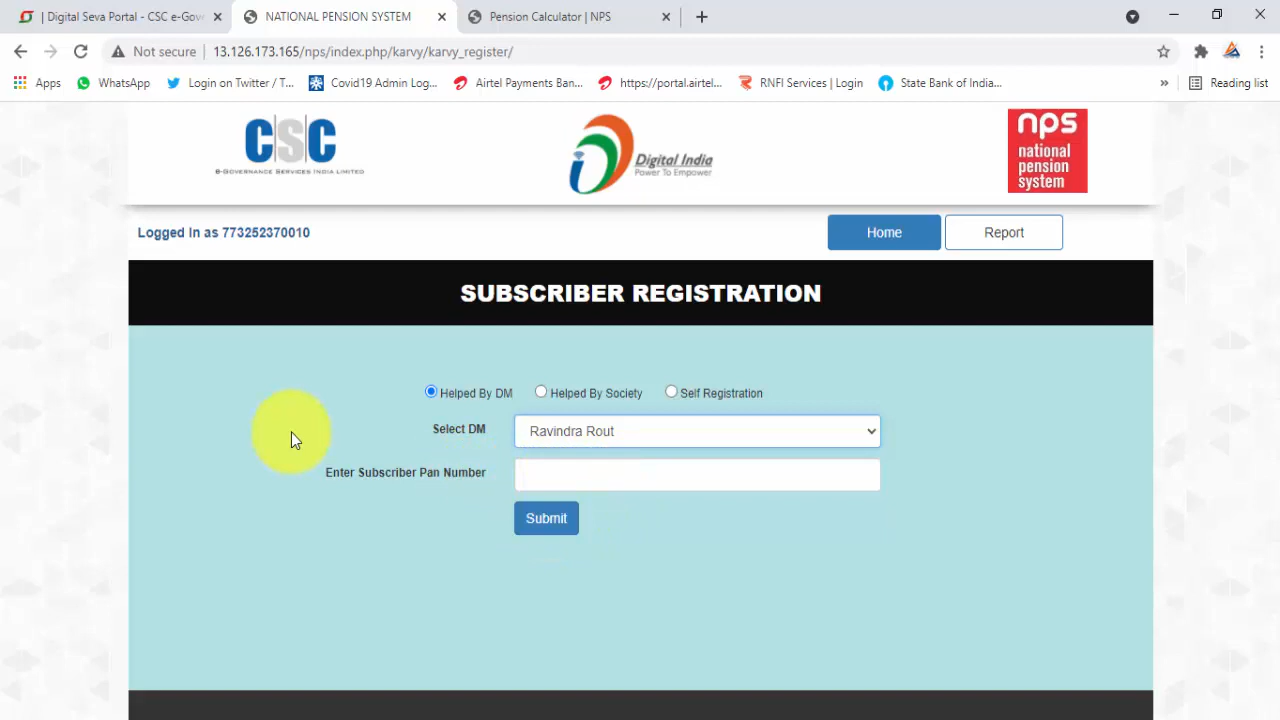 | Digital Seva Portal - CSC e-Gov
NATIONAL PENSION SYSTEM
Pension Calculator | NPS
Not secure | 13.126.173.165/nps/index.php/karvy/karvy_register/
Apps
WhatsApp
Login on Twitter / T...
Covid19 Admin Log...
Airtel Payments Ban...
https://portal.airtel...
RNFI Services | Login
State Bank of India...
»
Reading list
CSC
e-GOVERNANCE SERVICES INDIA LIMITED
Digital India
Power To Empower
nps
national
pension
system
Logged In as 773252370010
Home
Report
SUBSCRIBER REGISTRATION
Helped By DM
Helped By Society
Self Registration
Select DM
Ravindra Rout
Enter Subscriber Pan Number
Submit